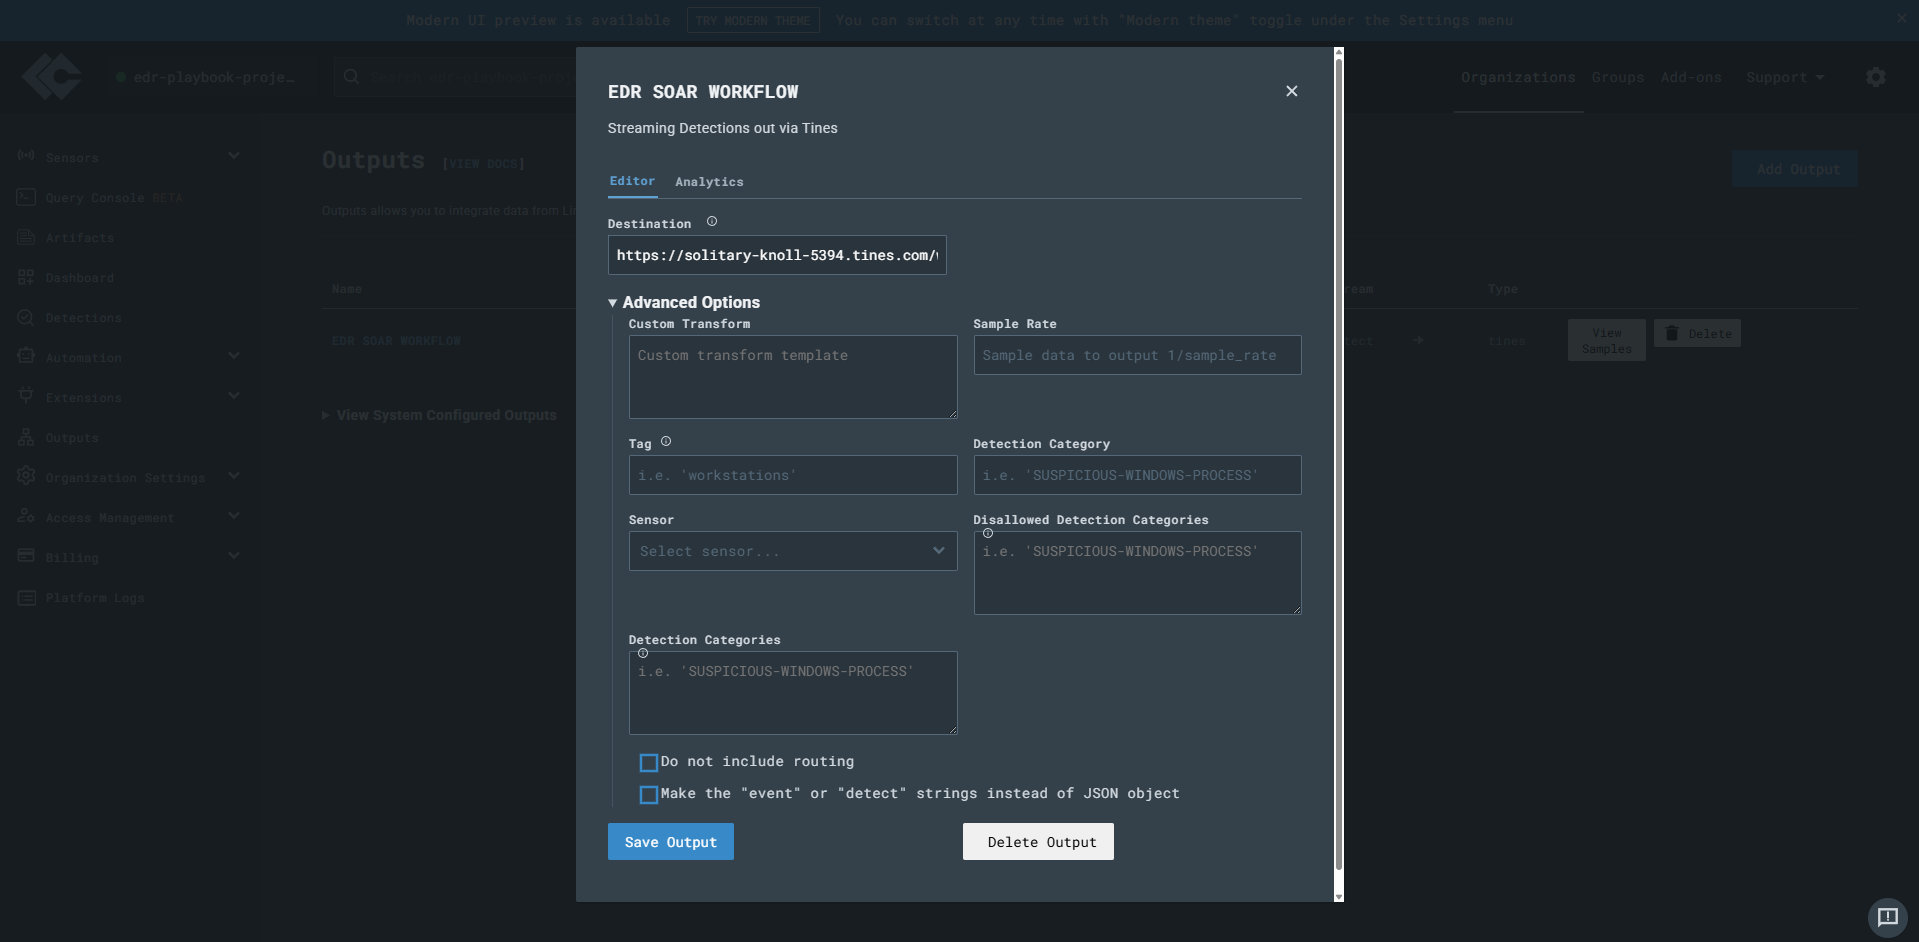 Modern UI preview is available TRY MODERN THEME You can switch at any time with "Modern theme" toggle under the Settings menu
edr-playbook-proje…
Organizations Groups Add-ons Support
Sensors
Query Console BETA
Artifacts
Dashboard
Detections
Automation
Extensions
Outputs
Organization Settings
Access Management
Billing
Platform Logs
Outputs [VIEW DOCS]
Add Output
Outputs allows you to integrate data from
Name
Type
EDR SOAR WORKFLOW
tines
View
Samples
Delete
View System Configured Outputs
EDR SOAR WORKFLOW
Streaming Detections out via Tines
Editor Analytics
Destination
https://solitary-knoll-5394.tines.com/
Advanced Options
Custom Transform
Custom transform template
Sample Rate
Sample data to output 1/sample_rate
Tag
i.e. 'workstations'
Detection Category
i.e. 'SUSPICIOUS-WINDOWS-PROCESS'
Sensor
Select sensor...
Disallowed Detection Categories
i.e. 'SUSPICIOUS-WINDOWS-PROCESS'
Detection Categories
i.e. 'SUSPICIOUS-WINDOWS-PROCESS'
Do not include routing
Make the "event" or "detect" strings instead of JSON object
Save Output
Delete Output